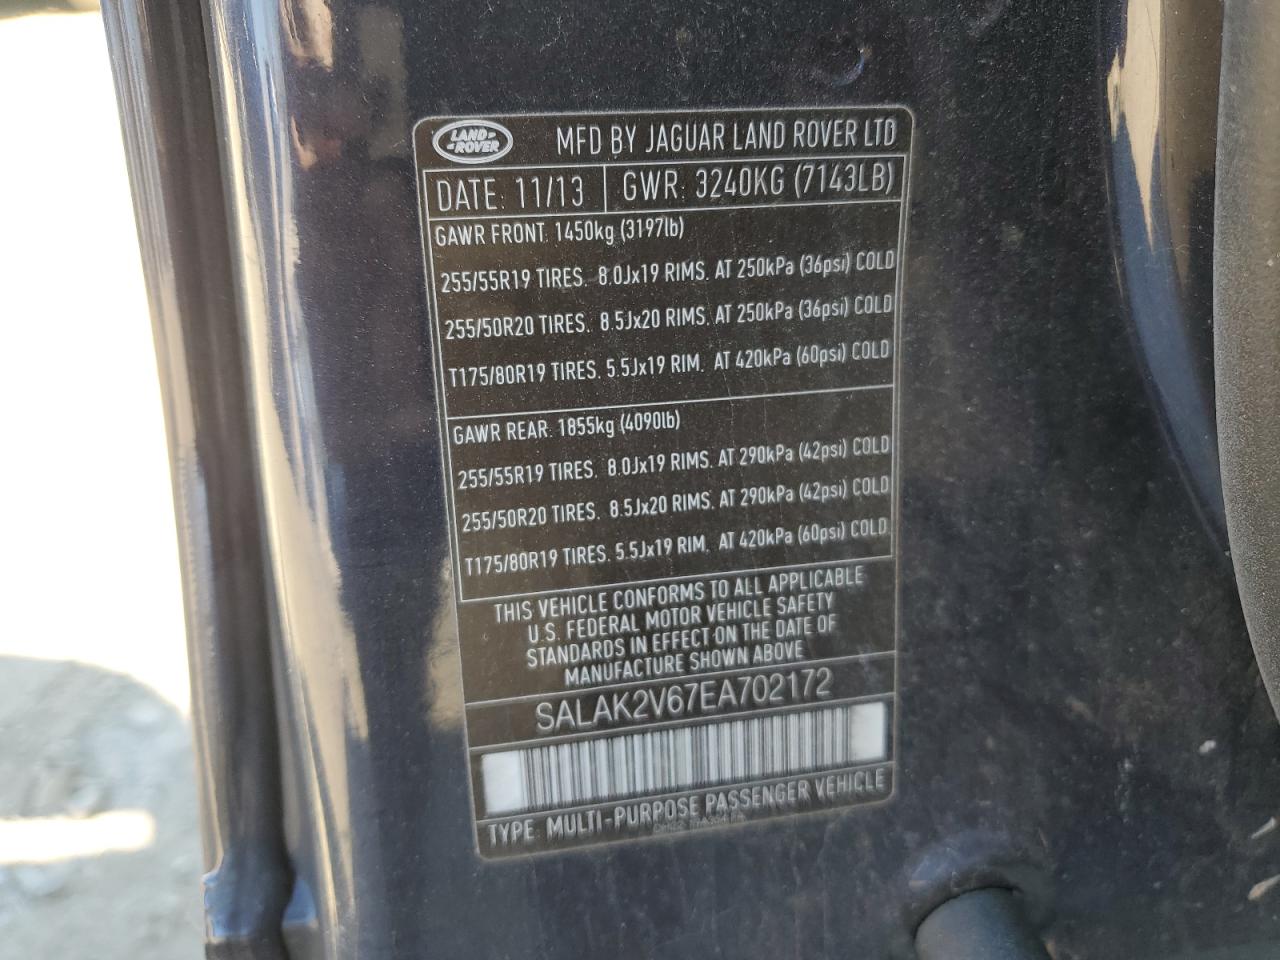 LAND-
-ROVER
MFD BY JAGUAR LAND ROVER LTD
DATE: 11/13 GWR: 3240KG (7143LB)
GAWR FRONT: 1450kg (3197lb)
255/55R19 TIRES. 8.0Jx19 RIMS. AT 250kPa (36psi) COLD
255/50R20 TIRES. 8.5Jx20 RIMS. AT 250kPa (36psi) COLD
T175/80R19 TIRES. 5.5Jx19 RIM. AT 420kPa (60psi) COLD
GAWR REAR: 1855kg (4090lb)
255/55R19 TIRES. 8.0Jx19 RIMS. AT 290kPa (42psi) COLD
255/50R20 TIRES. 8.5Jx20 RIMS. AT 290kPa (42psi) COLD
T175/80R19 TIRES. 5.5Jx19 RIM. AT 420kPa (60psi) COLD
THIS VEHICLE CONFORMS TO ALL APPLICABLE
U.S. FEDERAL MOTOR VEHICLE SAFETY
STANDARDS IN EFFECT ON THE DATE OF
MANUFACTURE SHOWN ABOVE
SALAK2V67EA702172
TYPE: MULTI-PURPOSE PASSENGER VEHICLE